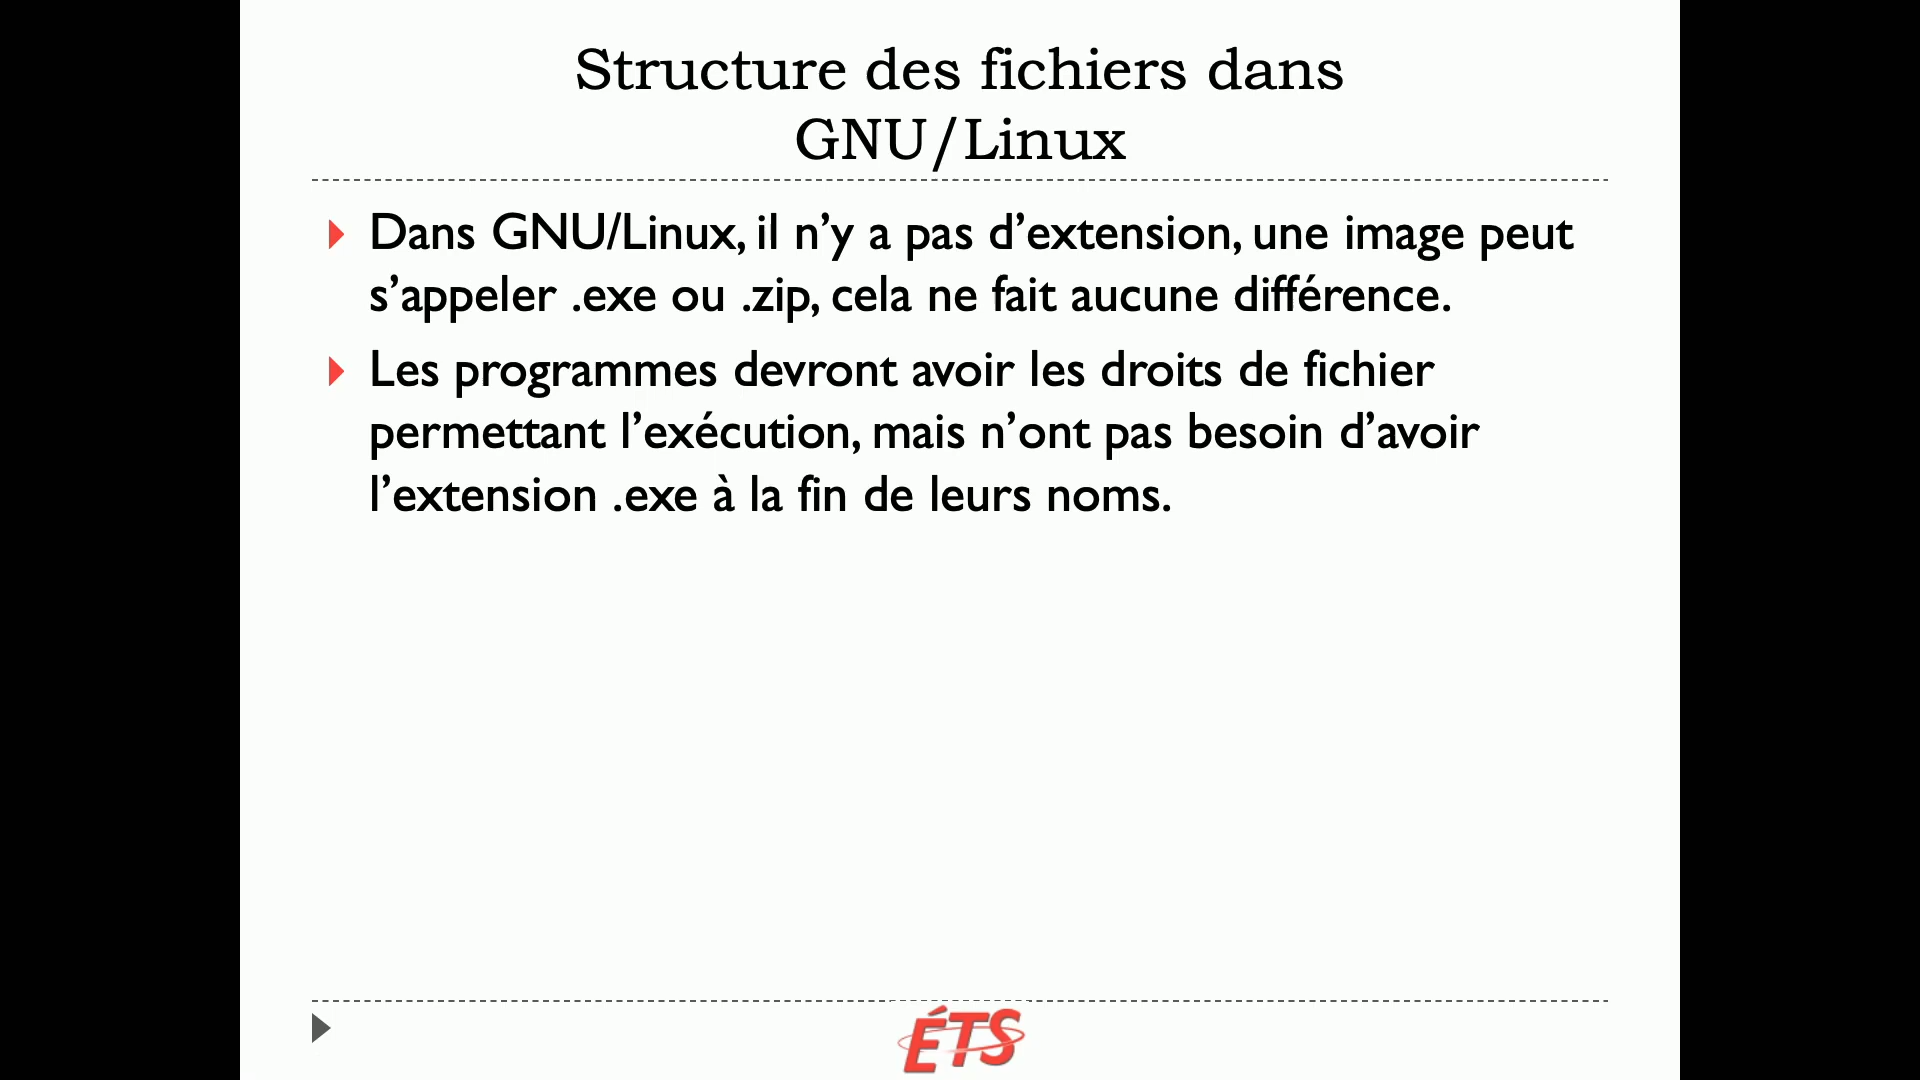 Structure des fichiers dans
GNU/Linux
Dans GNU/Linux, il n’y a pas d’extension, une image peut
s’appeler .exe ou .zip, cela ne fait aucune différence.
Les programmes devront avoir les droits de fichier
permettant l’exécution, mais n’ont pas besoin d’avoir
l’extension .exe à la fin de leurs noms.
ÉTS